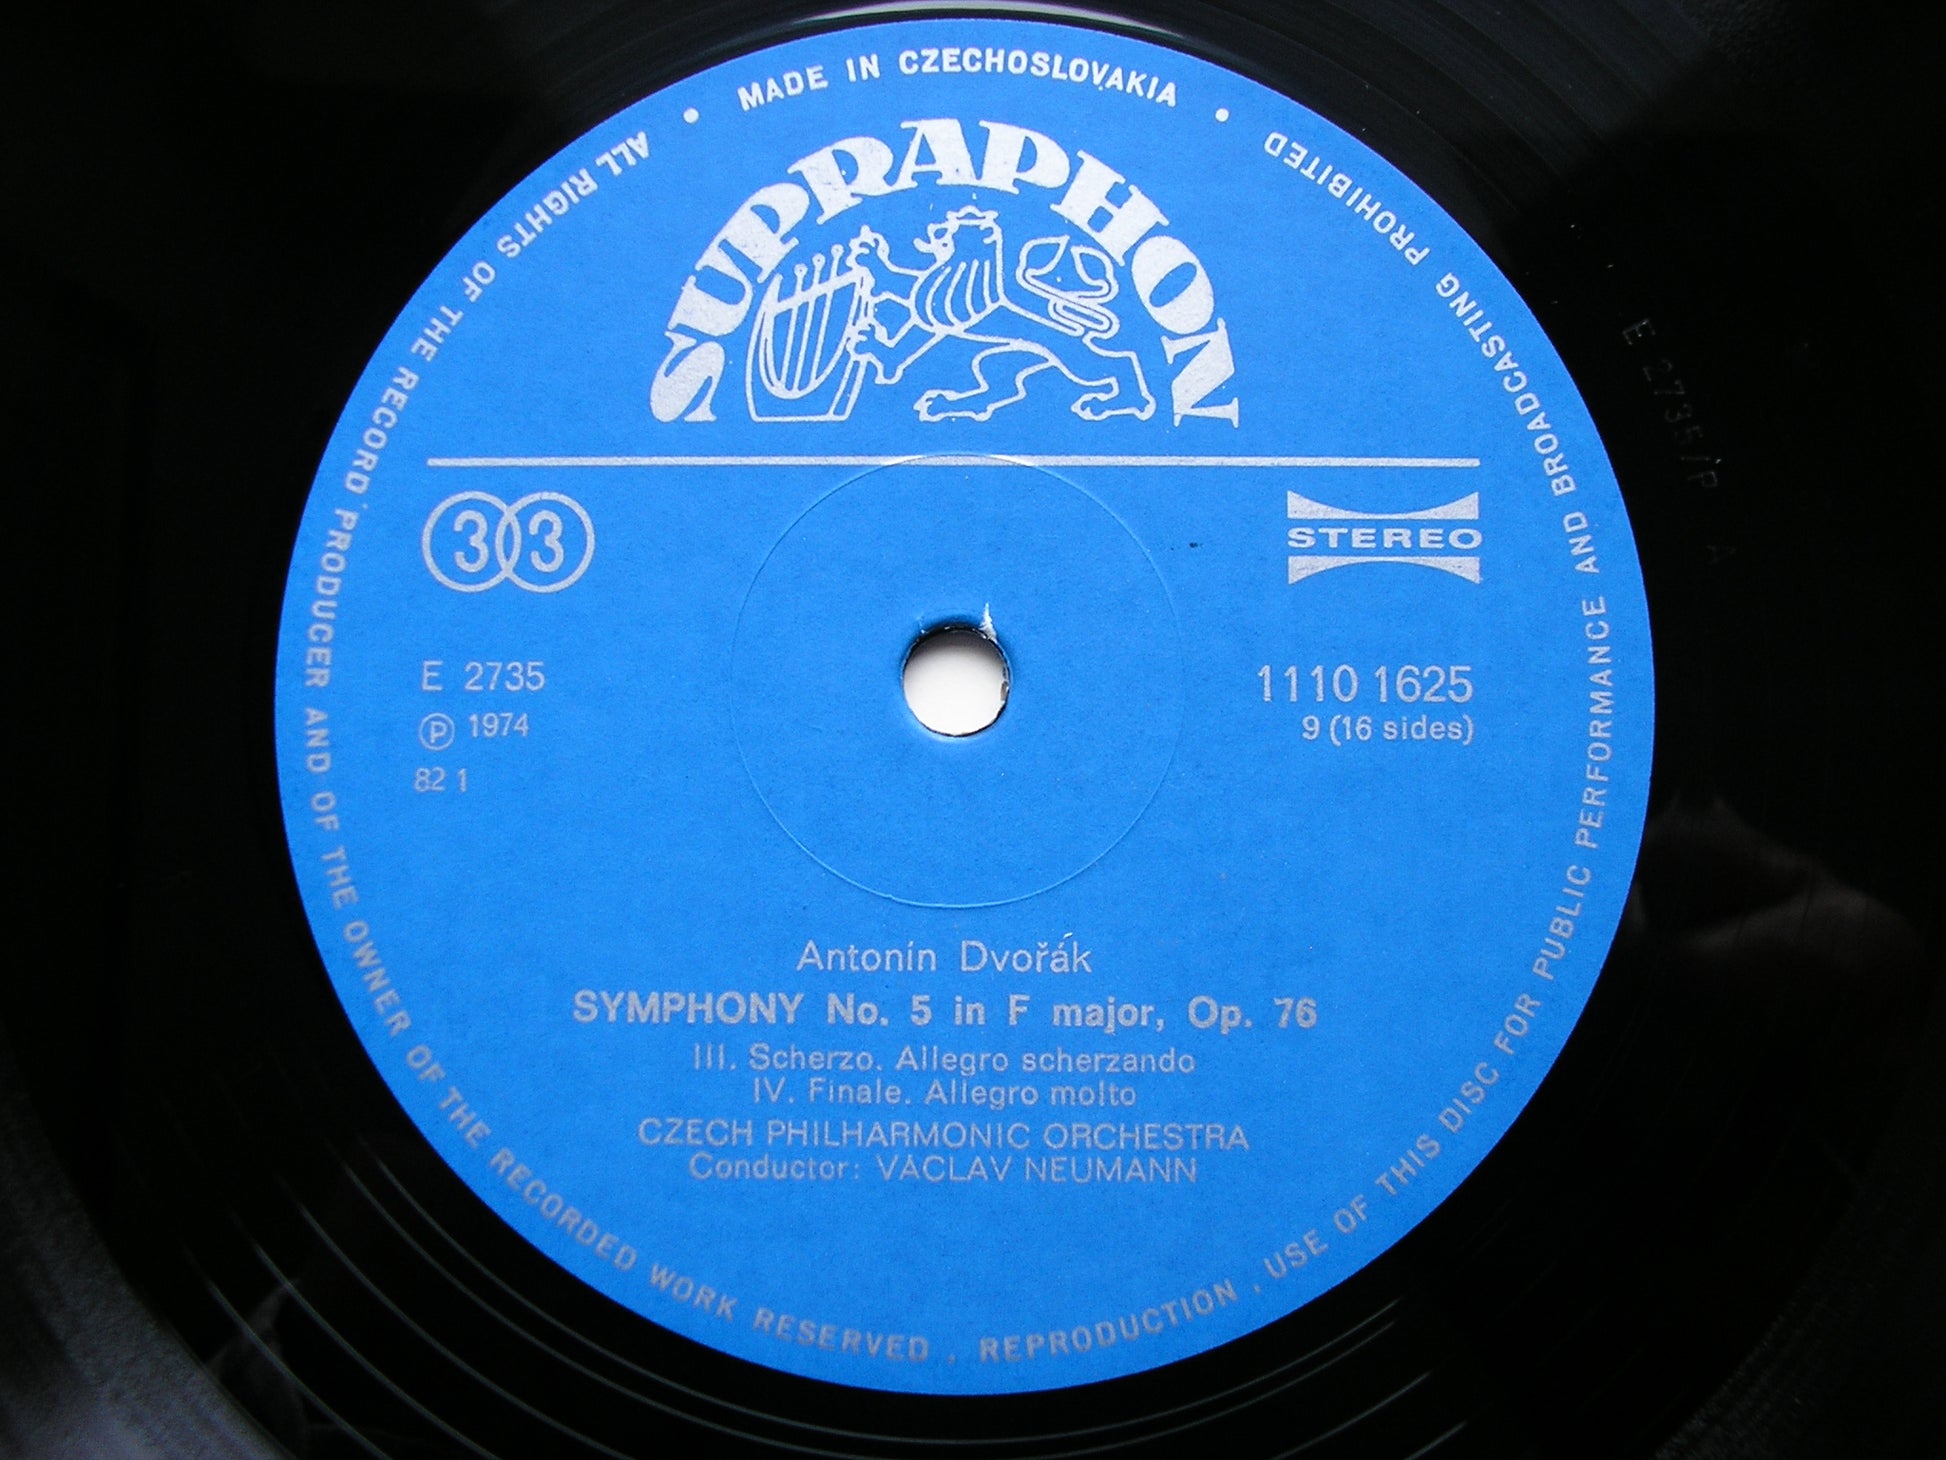 ALL RIGHTS OF THE RECORD PRODUCER AND OF THE OWNER OF THE RECORDED WORK RESERVED . REPRODUCTION , USE OF THIS DISC FOR PUBLIC PERFORMANCE AND BROADCASTING PROHIBITED
• MADE IN CZECHOSLOVAKIA •
SUPRAPHON
33
STEREO
E 2735
Ⓟ 1974
82 1
1110 1625
9 (16 sides)
Antonín Dvořák
SYMPHONY No. 5 in F major, Op. 76
III. Scherzo. Allegro scherzando
IV. Finale. Allegro molto
CZECH PHILHARMONIC ORCHESTRA
Conductor: VÁCLAV NEUMANN
E 2735/P A